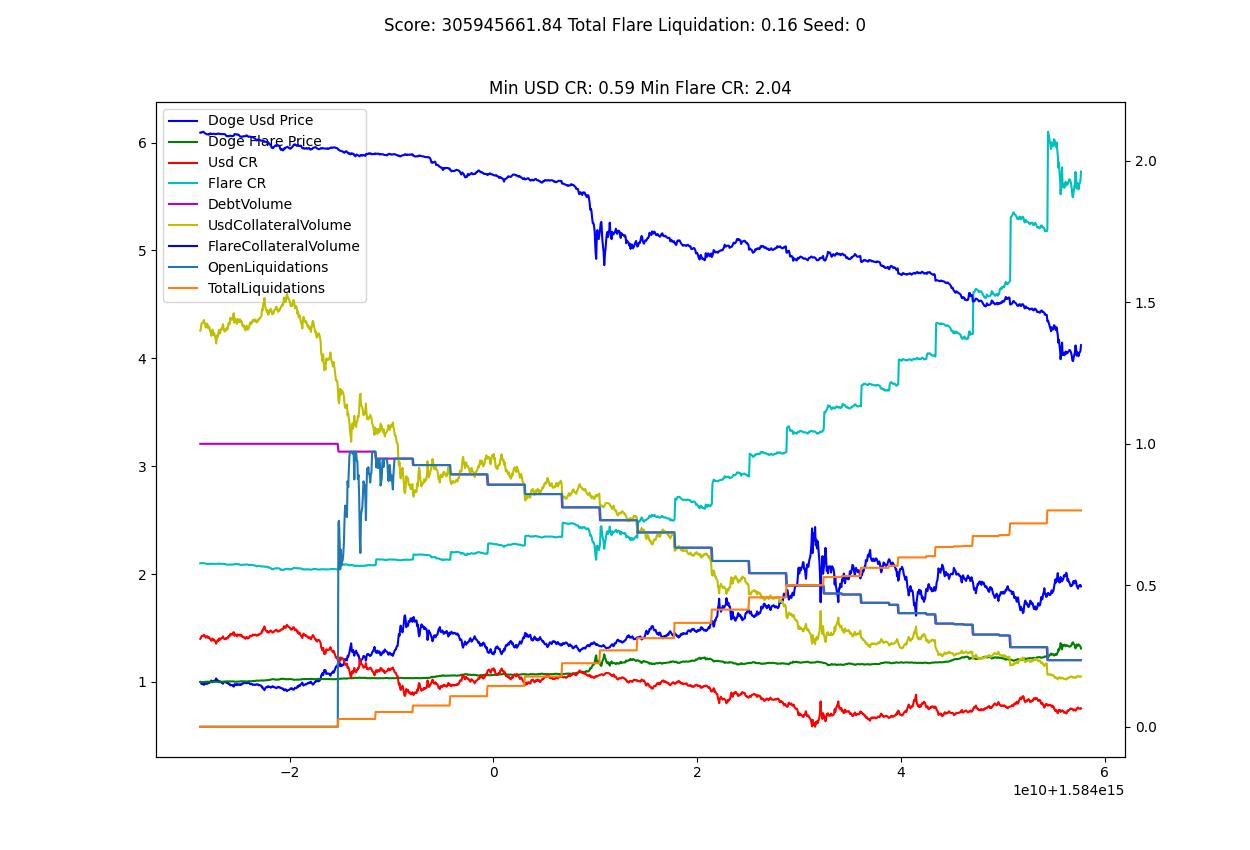 Score: 305945661.84 Total Flare Liquidation: 0.16 Seed: 0
Min USD CR: 0.59 Min Flare CR: 2.04
Doge Usd Price
Doge Flare Price
Usd CR
Flare CR
DebtVolume
UsdCollateralVolume
FlareCollateralVolume
OpenLiquidations
TotalLiquidations
6
5
4
3
2
1
2.0
1.5
1.0
0.5
0.0
−2
0
2
4
6
1e10+1.584e15